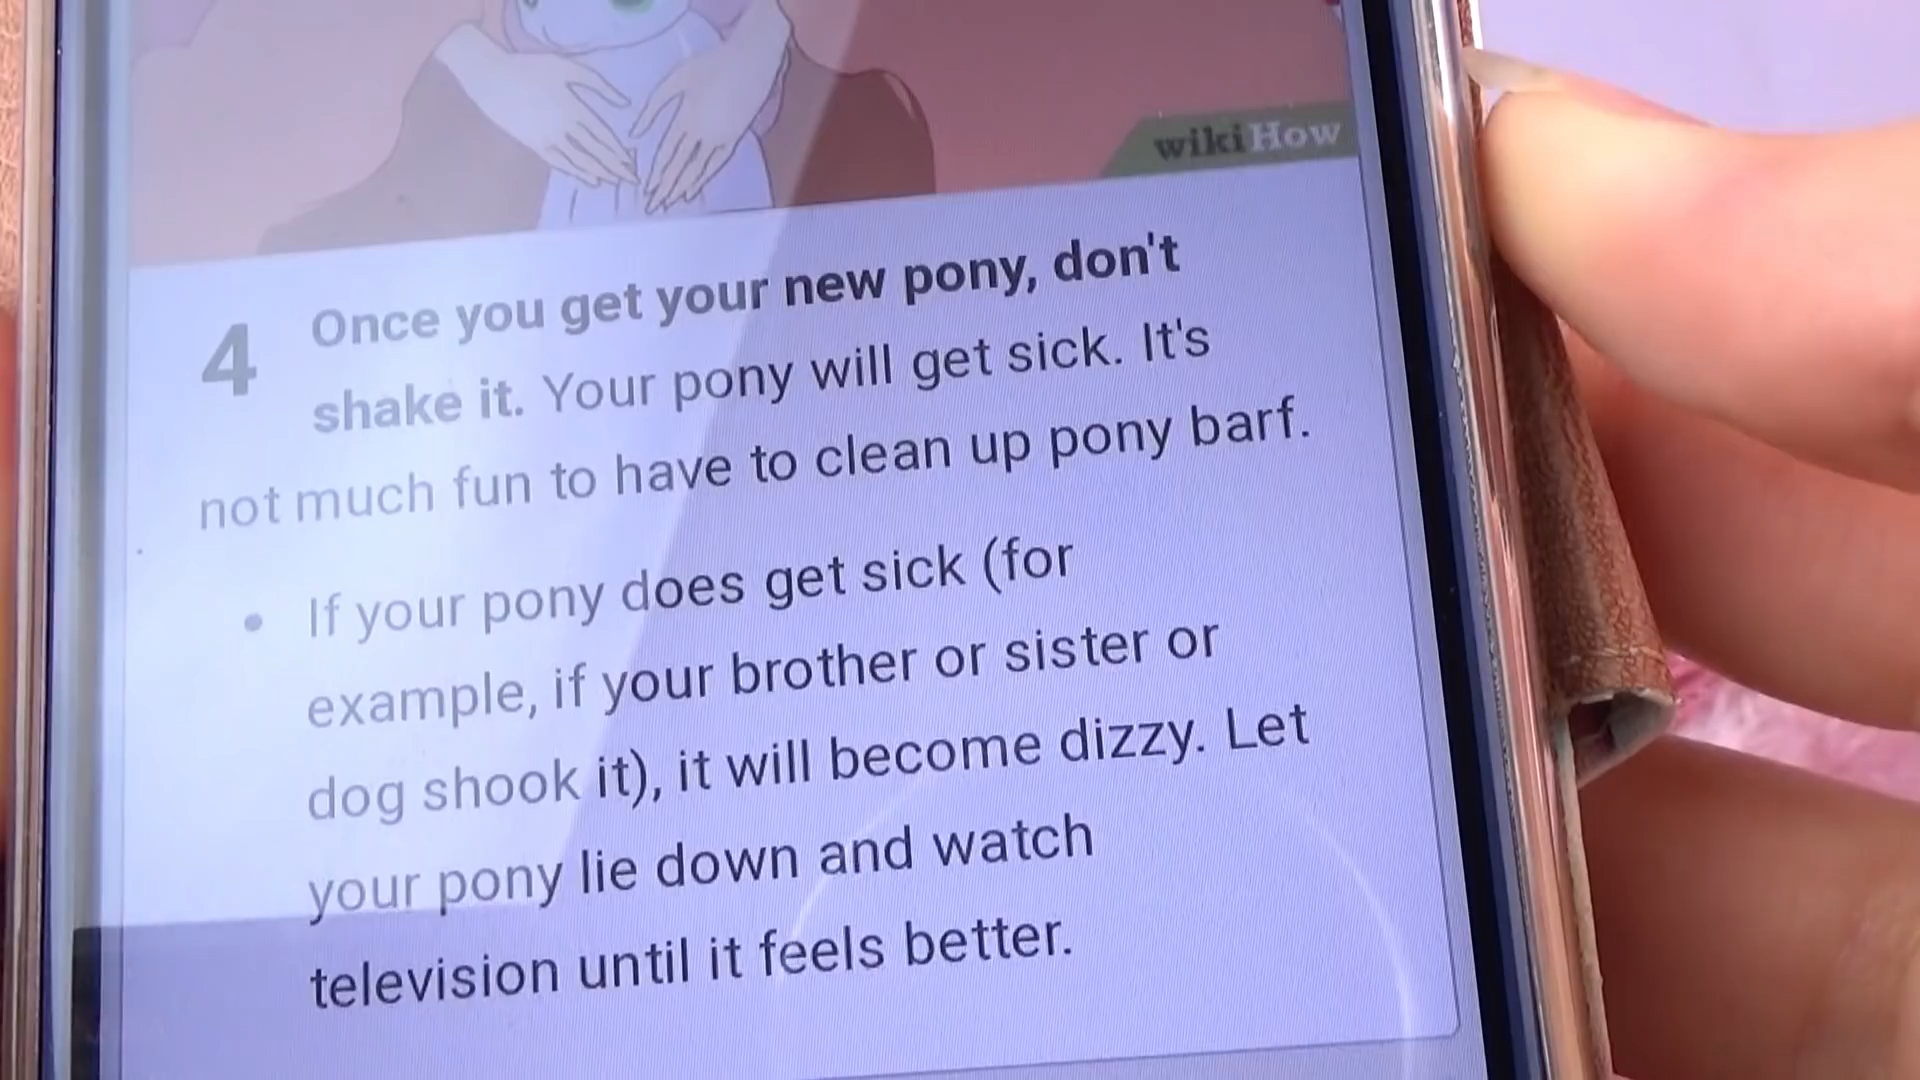 wikiHow
4 Once you get your new pony, don't
shake it. Your pony will get sick. It's
not much fun to have to clean up pony barf.
• If your pony does get sick (for
example, if your brother or sister or
dog shook it), it will become dizzy. Let
your pony lie down and watch
television until it feels better.